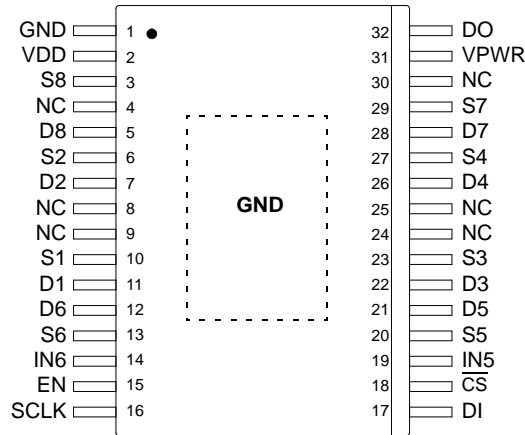 GND 1 32 DO
VDD 2 31 VPWR
S8 3 30 NC
NC 4 29 S7
D8 5 28 D7
S2 6 27 S4
D2 7 26 D4
NC 8 25 NC
GND
NC 9 24 NC
S1 10 23 S3
D1 11 22 D3
D6 12 21 D5
S6 13 20 S5
IN6 14 19 IN5
EN 15 18 C̅S̅
SCLK 16 17 DI